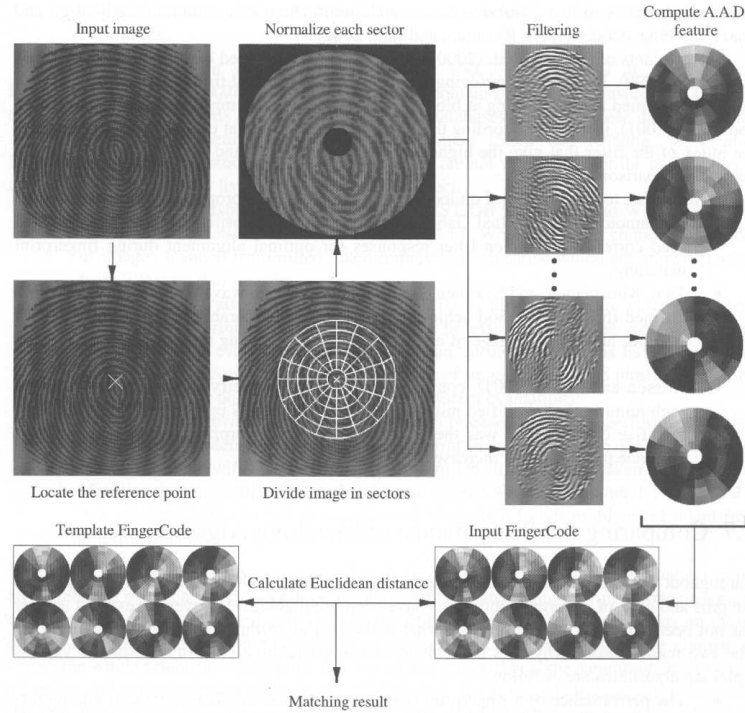 Input image
Normalize each sector
Filtering
Compute A.A.D
feature
Locate the reference point
Divide image in sectors
Template FingerCode
Input FingerCode
Calculate Euclidean distance
Matching result